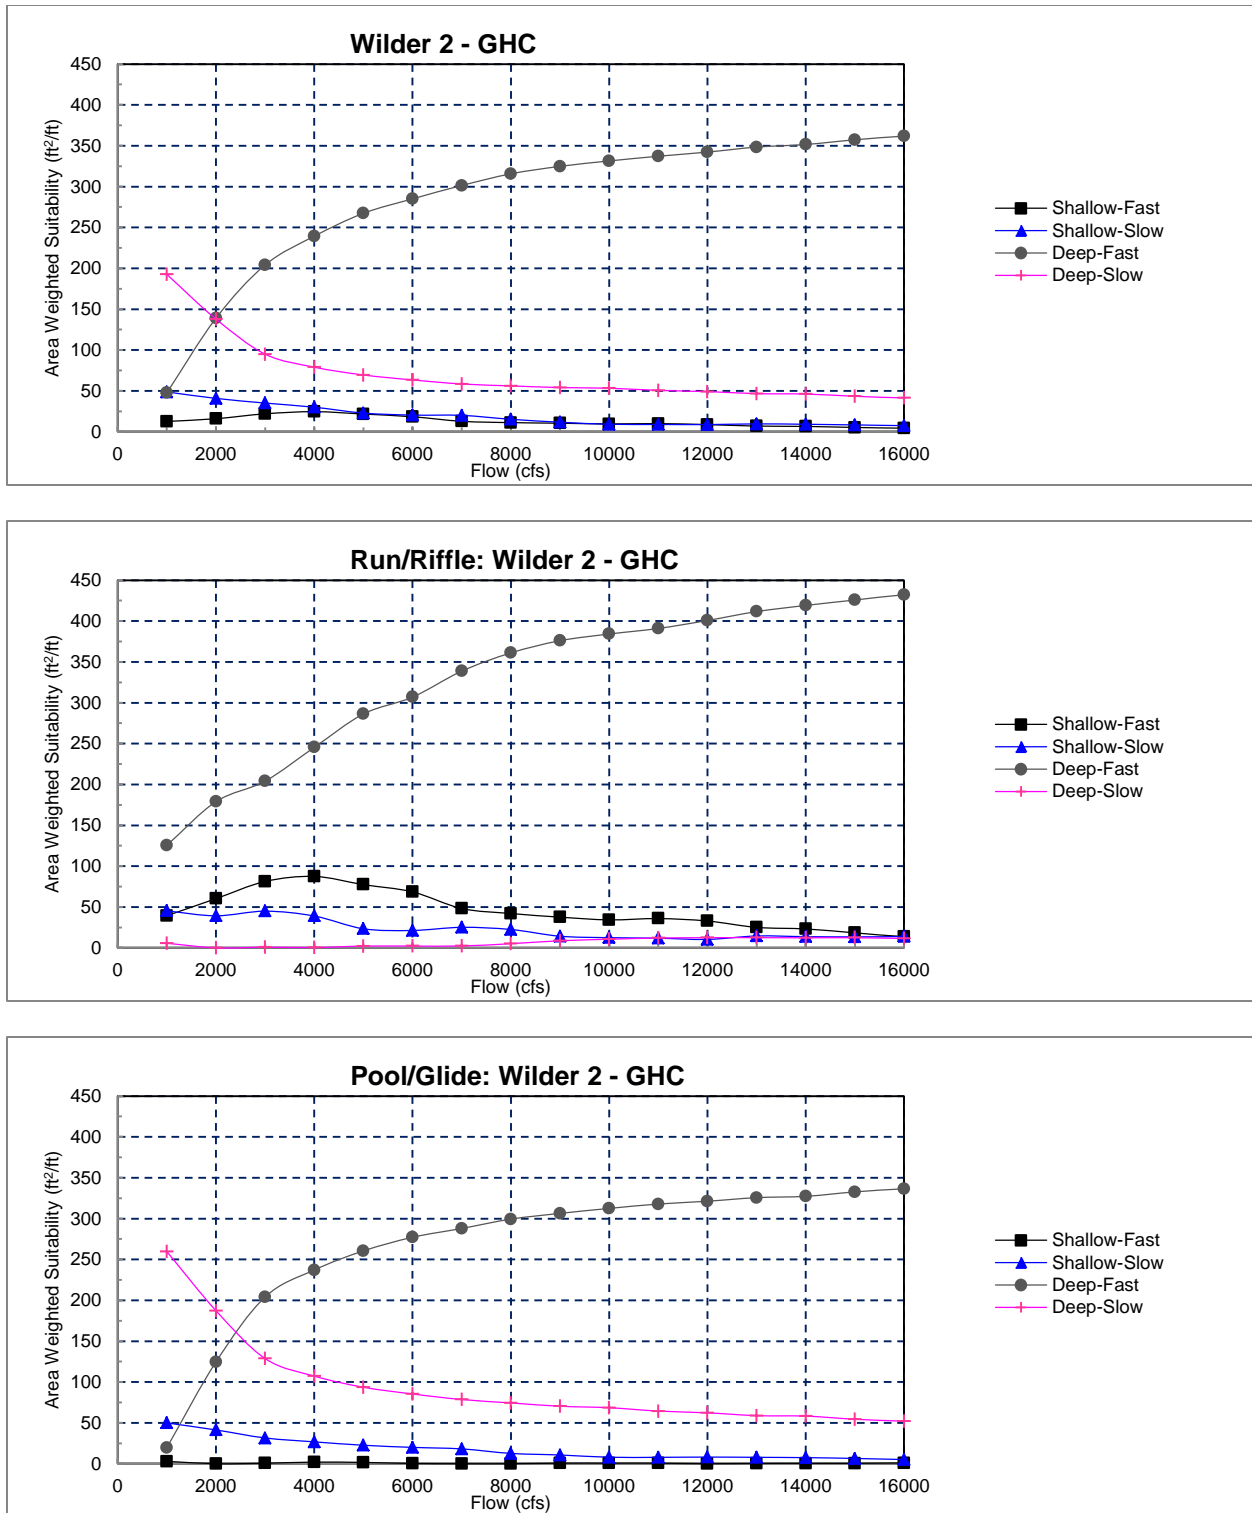 Wilder 2 - GHC
450
400
350
300
250
200
150
100
50
0
Area Weighted Suitability (ft²/ft)
0 2000 4000 6000 8000 10000 12000 14000 16000
Flow (cfs)
Shallow-Fast
Shallow-Slow
Deep-Fast
Deep-Slow
Run/Riffle: Wilder 2 - GHC
450
400
350
300
250
200
150
100
50
0
Area Weighted Suitability (ft²/ft)
0 2000 4000 6000 8000 10000 12000 14000 16000
Flow (cfs)
Shallow-Fast
Shallow-Slow
Deep-Fast
Deep-Slow
Pool/Glide: Wilder 2 - GHC
450
400
350
300
250
200
150
100
50
0
Area Weighted Suitability (ft²/ft)
0 2000 4000 6000 8000 10000 12000 14000 16000
Flow (cfs)
Shallow-Fast
Shallow-Slow
Deep-Fast
Deep-Slow